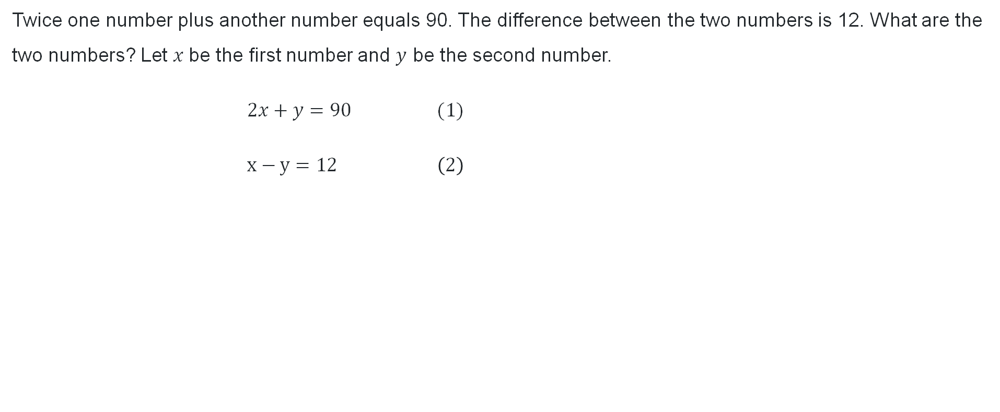 Twice one number plus another number equals 90. The difference between the two numbers is 12. What are the
two numbers? Let x be the first number and y be the second number.
2x + y = 90 (1)
x – y = 12 (2)